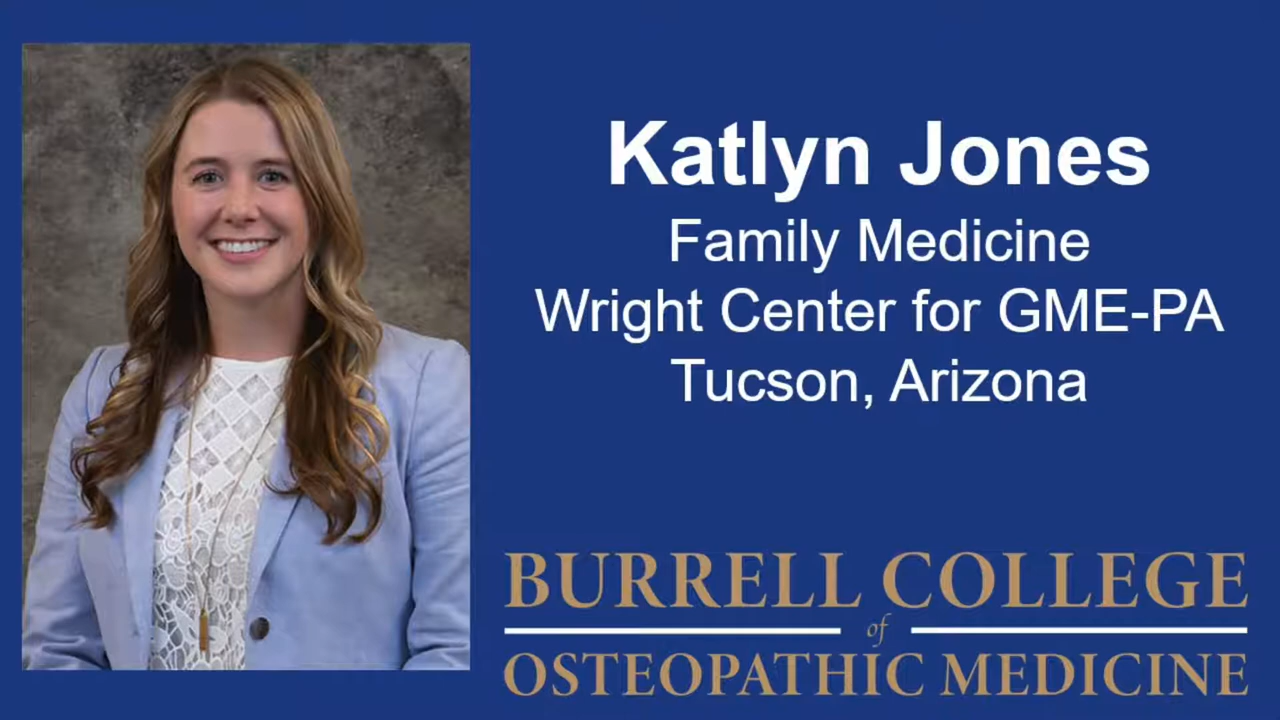 Katlyn Jones
Family Medicine
Wright Center for GME-PA
Tucson, Arizona
BURRELL COLLEGE
of
OSTEOPATHIC MEDICINE